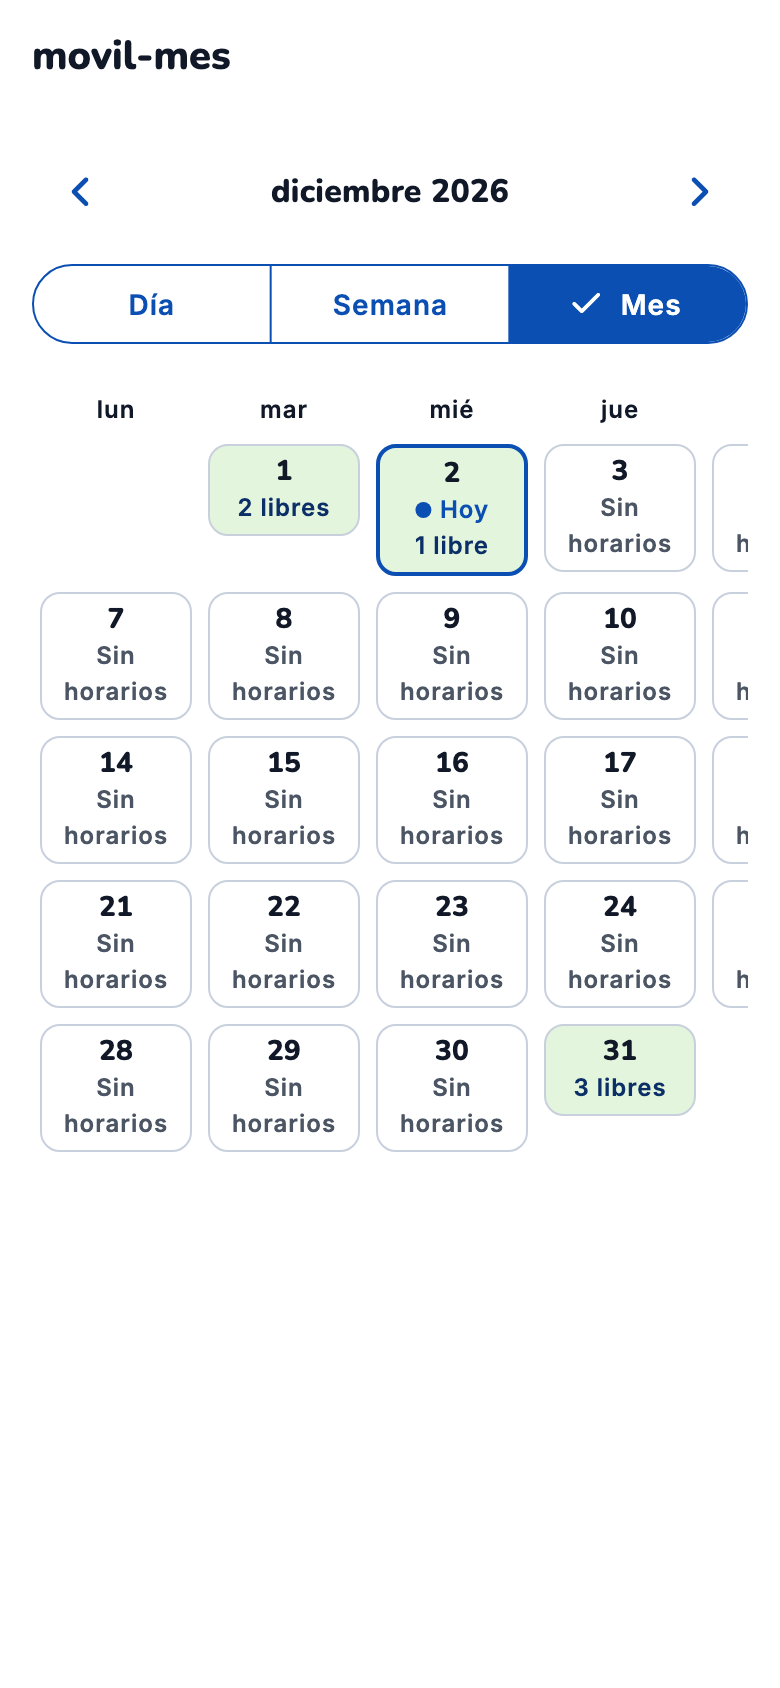 movil-mes
diciembre 2026
Día Semana Mes
lun mar mié jue
1 2 3
2 libres Hoy Sin
1 libre horarios h
7 8 9 10
Sin Sin Sin Sin
horarios horarios horarios horarios h
14 15 16 17
Sin Sin Sin Sin
horarios horarios horarios horarios h
21 22 23 24
Sin Sin Sin Sin
horarios horarios horarios horarios h
28 29 30 31
Sin Sin Sin 3 libres
horarios horarios horarios